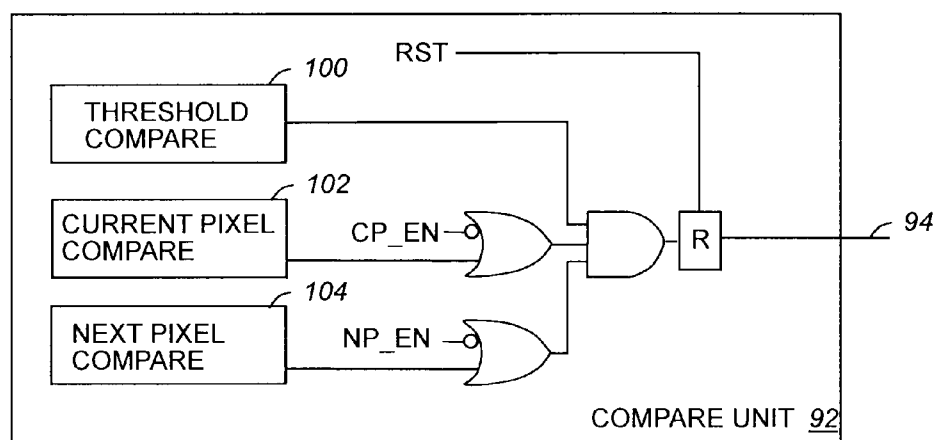 RST
100
THRESHOLD
COMPARE
102
CURRENT PIXEL
COMPARE
CP_EN
R
94
104
NEXT PIXEL
COMPARE
NP_EN
COMPARE UNIT 92